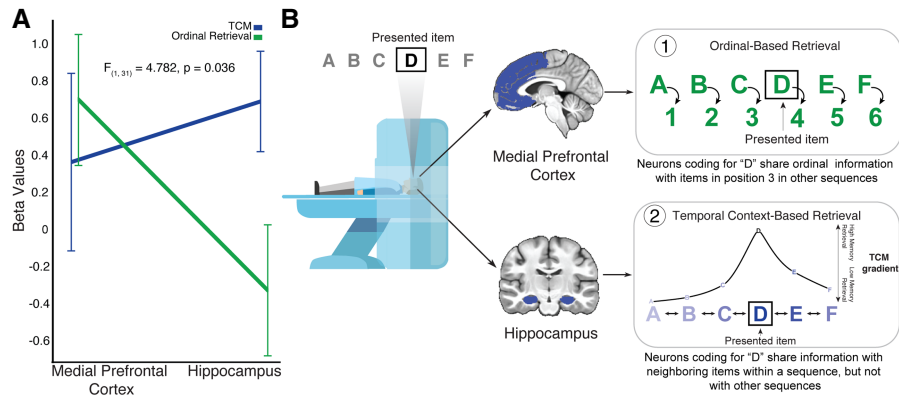 A
TCM
Ordinal Retrieval
F(1, 31) = 4.782, p = 0.036
Beta Values
1.0
0.8
0.6
0.4
0.2
0
-0.2
-0.4
-0.6
Medial Prefrontal
Cortex
Hippocampus
B
Presented item
A B C D E F
Medial Prefrontal
Cortex
Hippocampus
1
Ordinal-Based Retrieval
A B C D E F
1 2 3 4 5 6
Presented item
Neurons coding for “D” share ordinal information
with items in position 3 in other sequences
2
Temporal Context-Based Retrieval
A B C D E F
High Memory
Retrieval
Low Memory
Retrieval
TCM
gradient
A B C D E F
Presented item
Neurons coding for “D” share information with
neighboring items within a sequence, but not
with other sequences